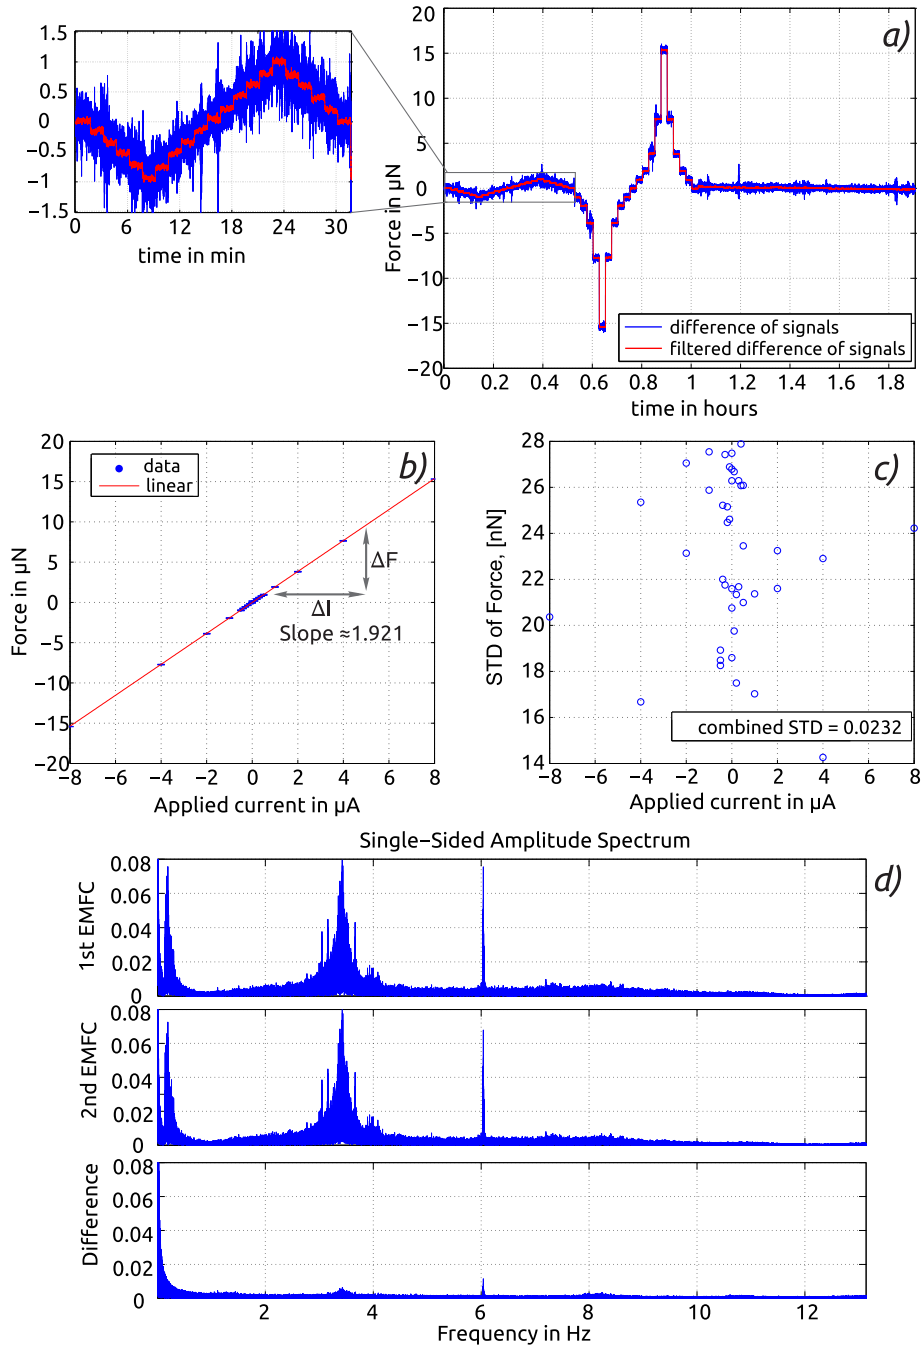 a)
20
15
10
5
0
−5
−10
−15
−20
Force in µN
0 0.2 0.4 0.6 0.8 1 1.2 1.4 1.6 1.8
time in hours
difference of signals
filtered difference of signals
1.5
1
0.5
0
−0.5
−1
−1.5
0 6 12 18 24 30
time in min
b)
20
15
10
5
0
−5
−10
−15
−20
Force in µN
data
linear
ΔF
ΔI
Slope ≈1.921
−8 −6 −4 −2 0 2 4 6 8
Applied current in µA
c)
28
26
24
22
20
18
16
14
STD of Force, [nN]
combined STD = 0.0232
−8 −6 −4 −2 0 2 4 6 8
Applied current in µA
Single−Sided Amplitude Spectrum
d)
0.08
0.06
0.04
0.02
0
1st EMFC
0.08
0.06
0.04
0.02
0
2nd EMFC
0.08
0.06
0.04
0.02
0
Difference
2 4 6 8 10 12
Frequency in Hz